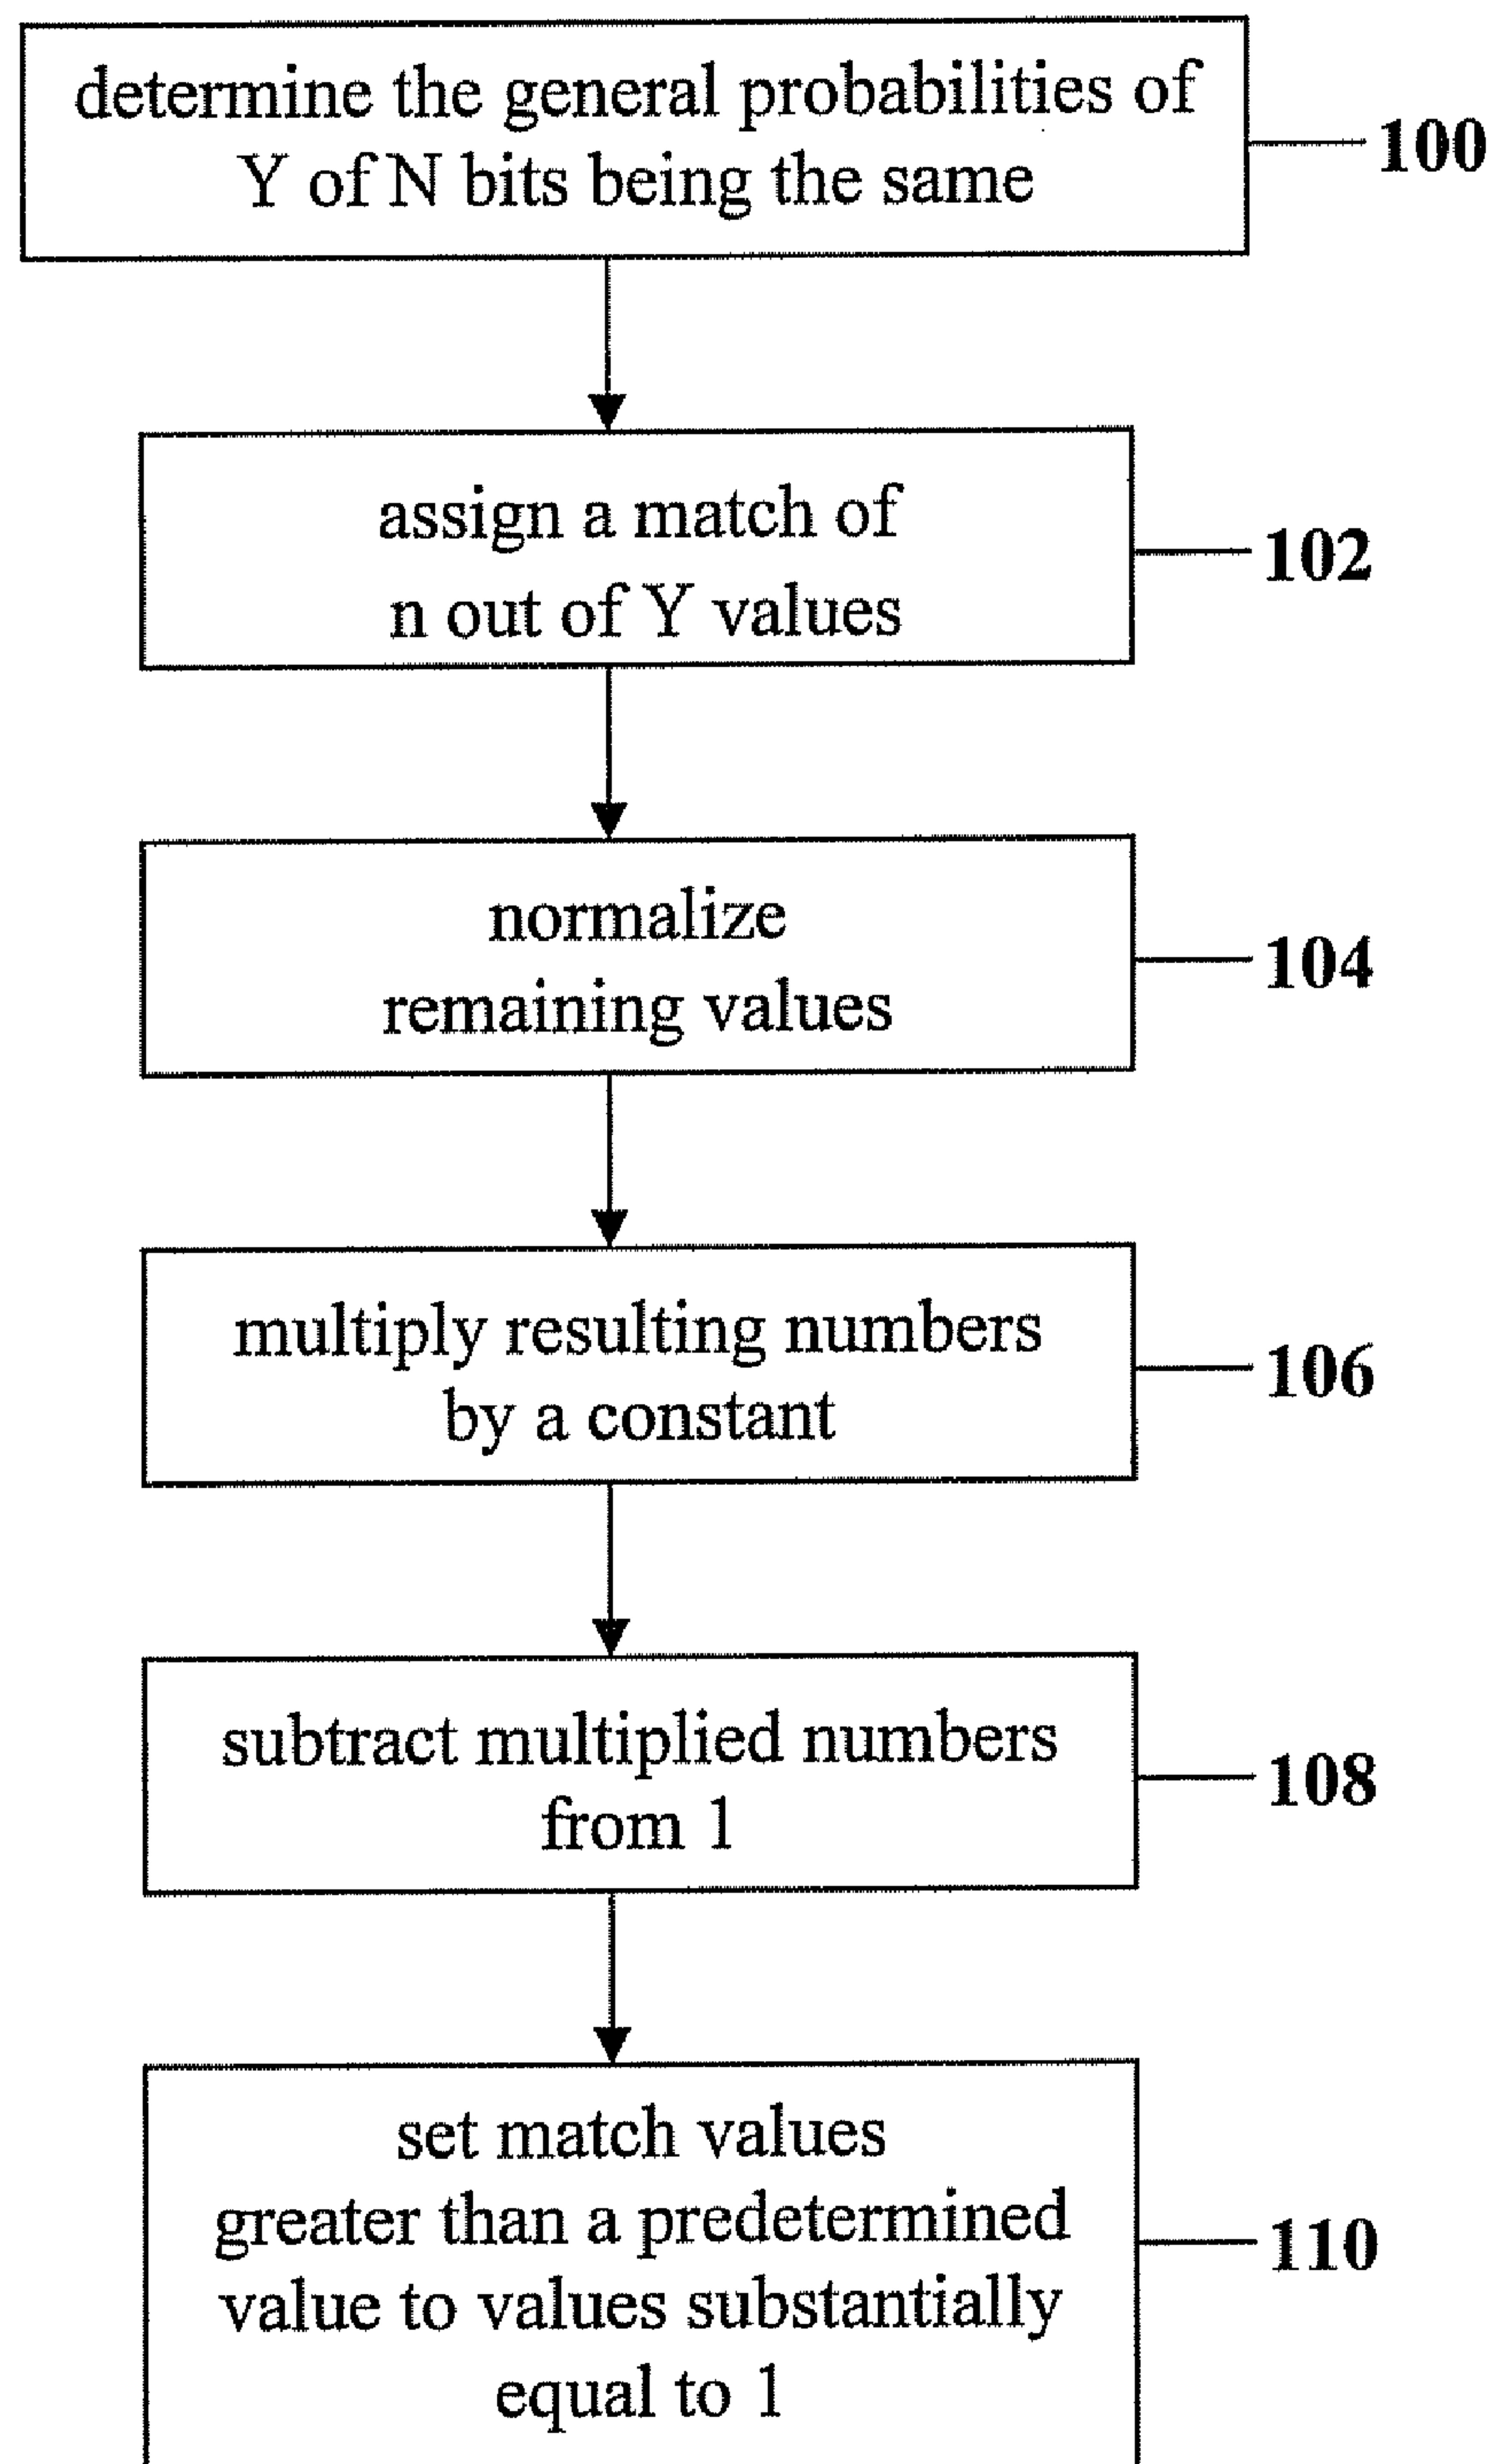 determine the general probabilities of
Y of N bits being the same
100
assign a match of
n out of Y values
102
normalize
remaining values
104
multiply resulting numbers
by a constant
106
subtract multiplied numbers
from 1
108
set match values
greater than a predetermined
value to values substantially
equal to 1
110